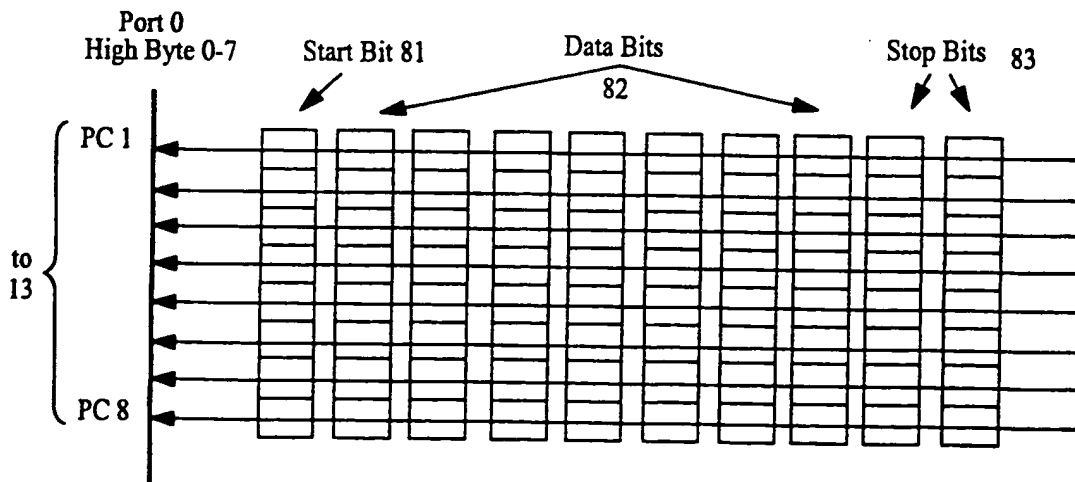 Port 0
High Byte 0-7
Start Bit 81
Data Bits
82
Stop Bits 83
PC 1
to
13
PC 8